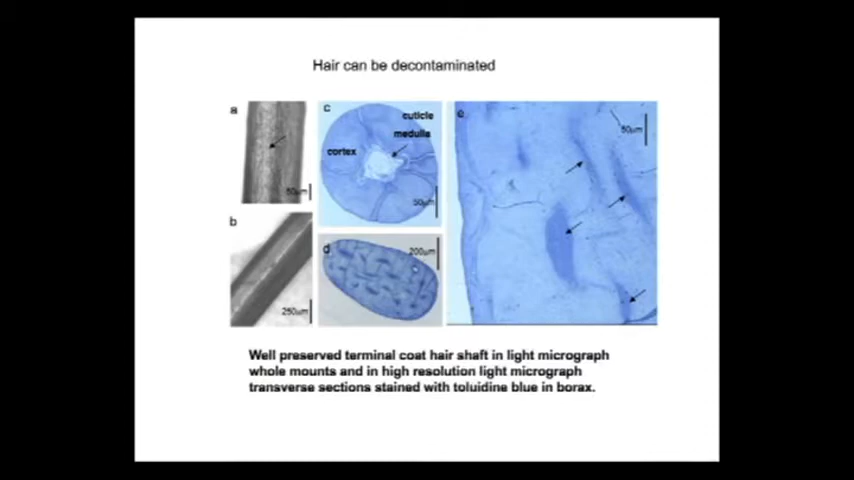 Hair can be decontaminated
a
50μm
b
250μm
c
cuticle
medulla
cortex
50μm
d
200μm
e
50μm
Well preserved terminal coat hair shaft in light micrograph
whole mounts and in high resolution light micrograph
transverse sections stained with toluidine blue in borax.